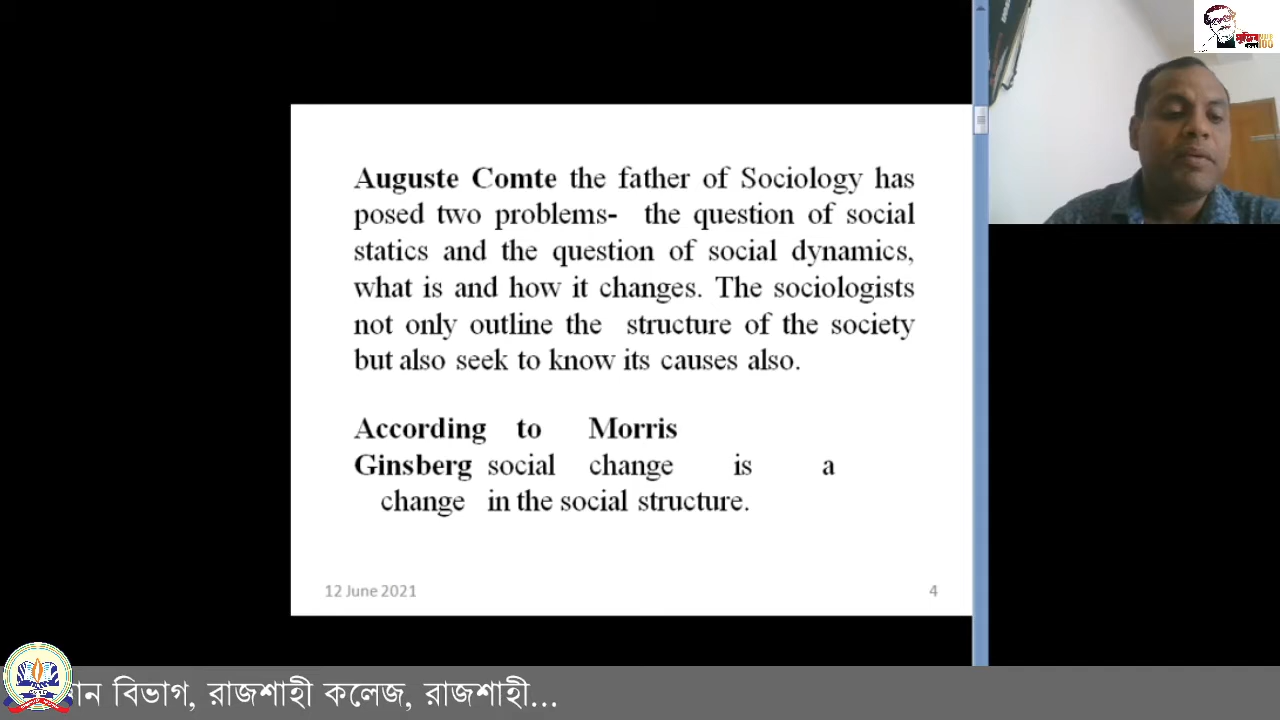 Auguste Comte the father of Sociology has
posed two problems- the question of social
statics and the question of social dynamics,
what is and how it changes. The sociologists
not only outline the structure of the society
but also seek to know its causes also.
According to Morris
Ginsberg social change is a
change in the social structure.
12 June 2021
4
বিভাগ, রাজশাহী কলেজ, রাজশাহী...